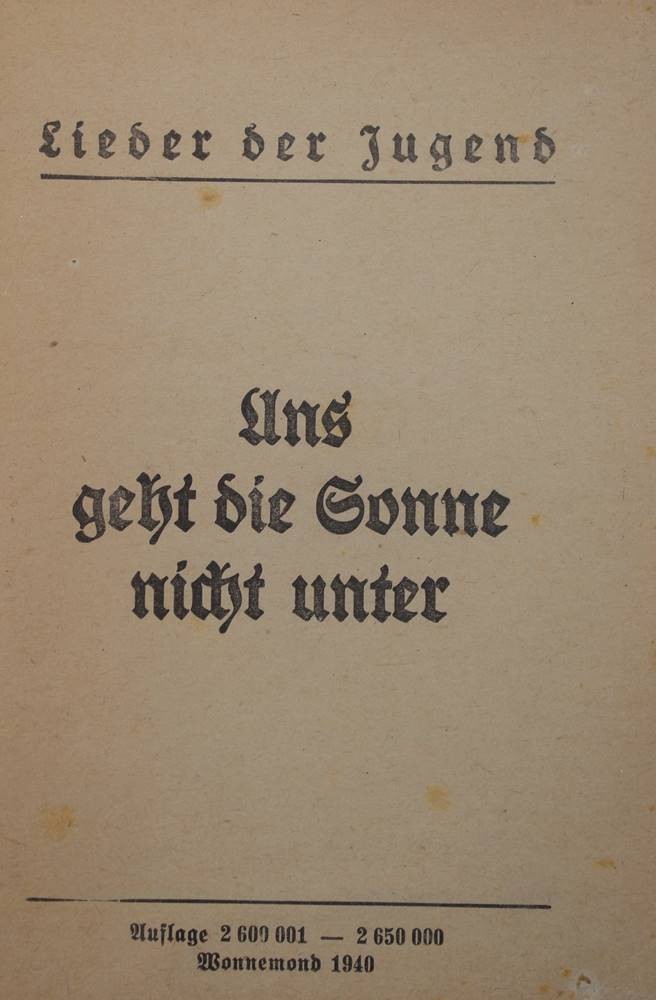 Lieder der Jugend
Uns
geht die Sonne
nicht unter
Auflage 2 600 001 — 2 650 000
Wonnemond 1940